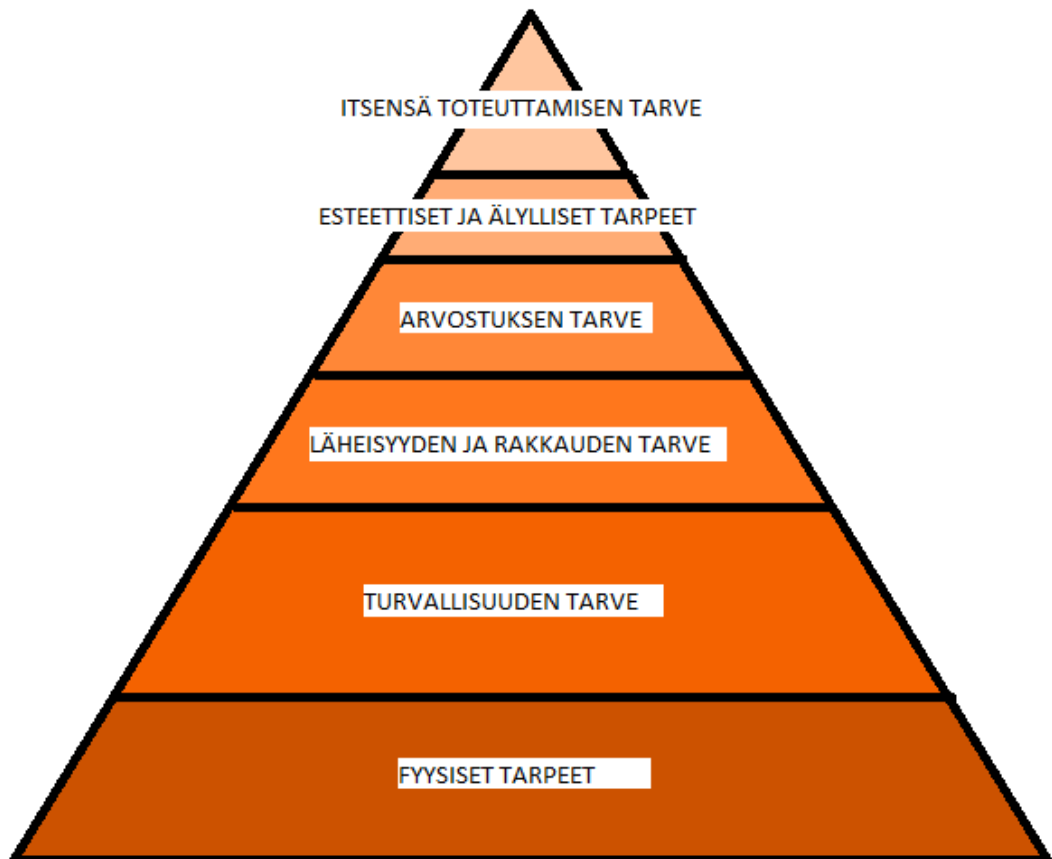 ITSENSÄ TOTEUTTAMISEN TARVE
ESTEETTISET JA ÄLYLLISET TARPEET
ARVOSTUKSEN TARVE
LÄHEISYYDEN JA RAKKAUDEN TARVE
TURVALLISUUDEN TARVE
FYYSISET TARPEET